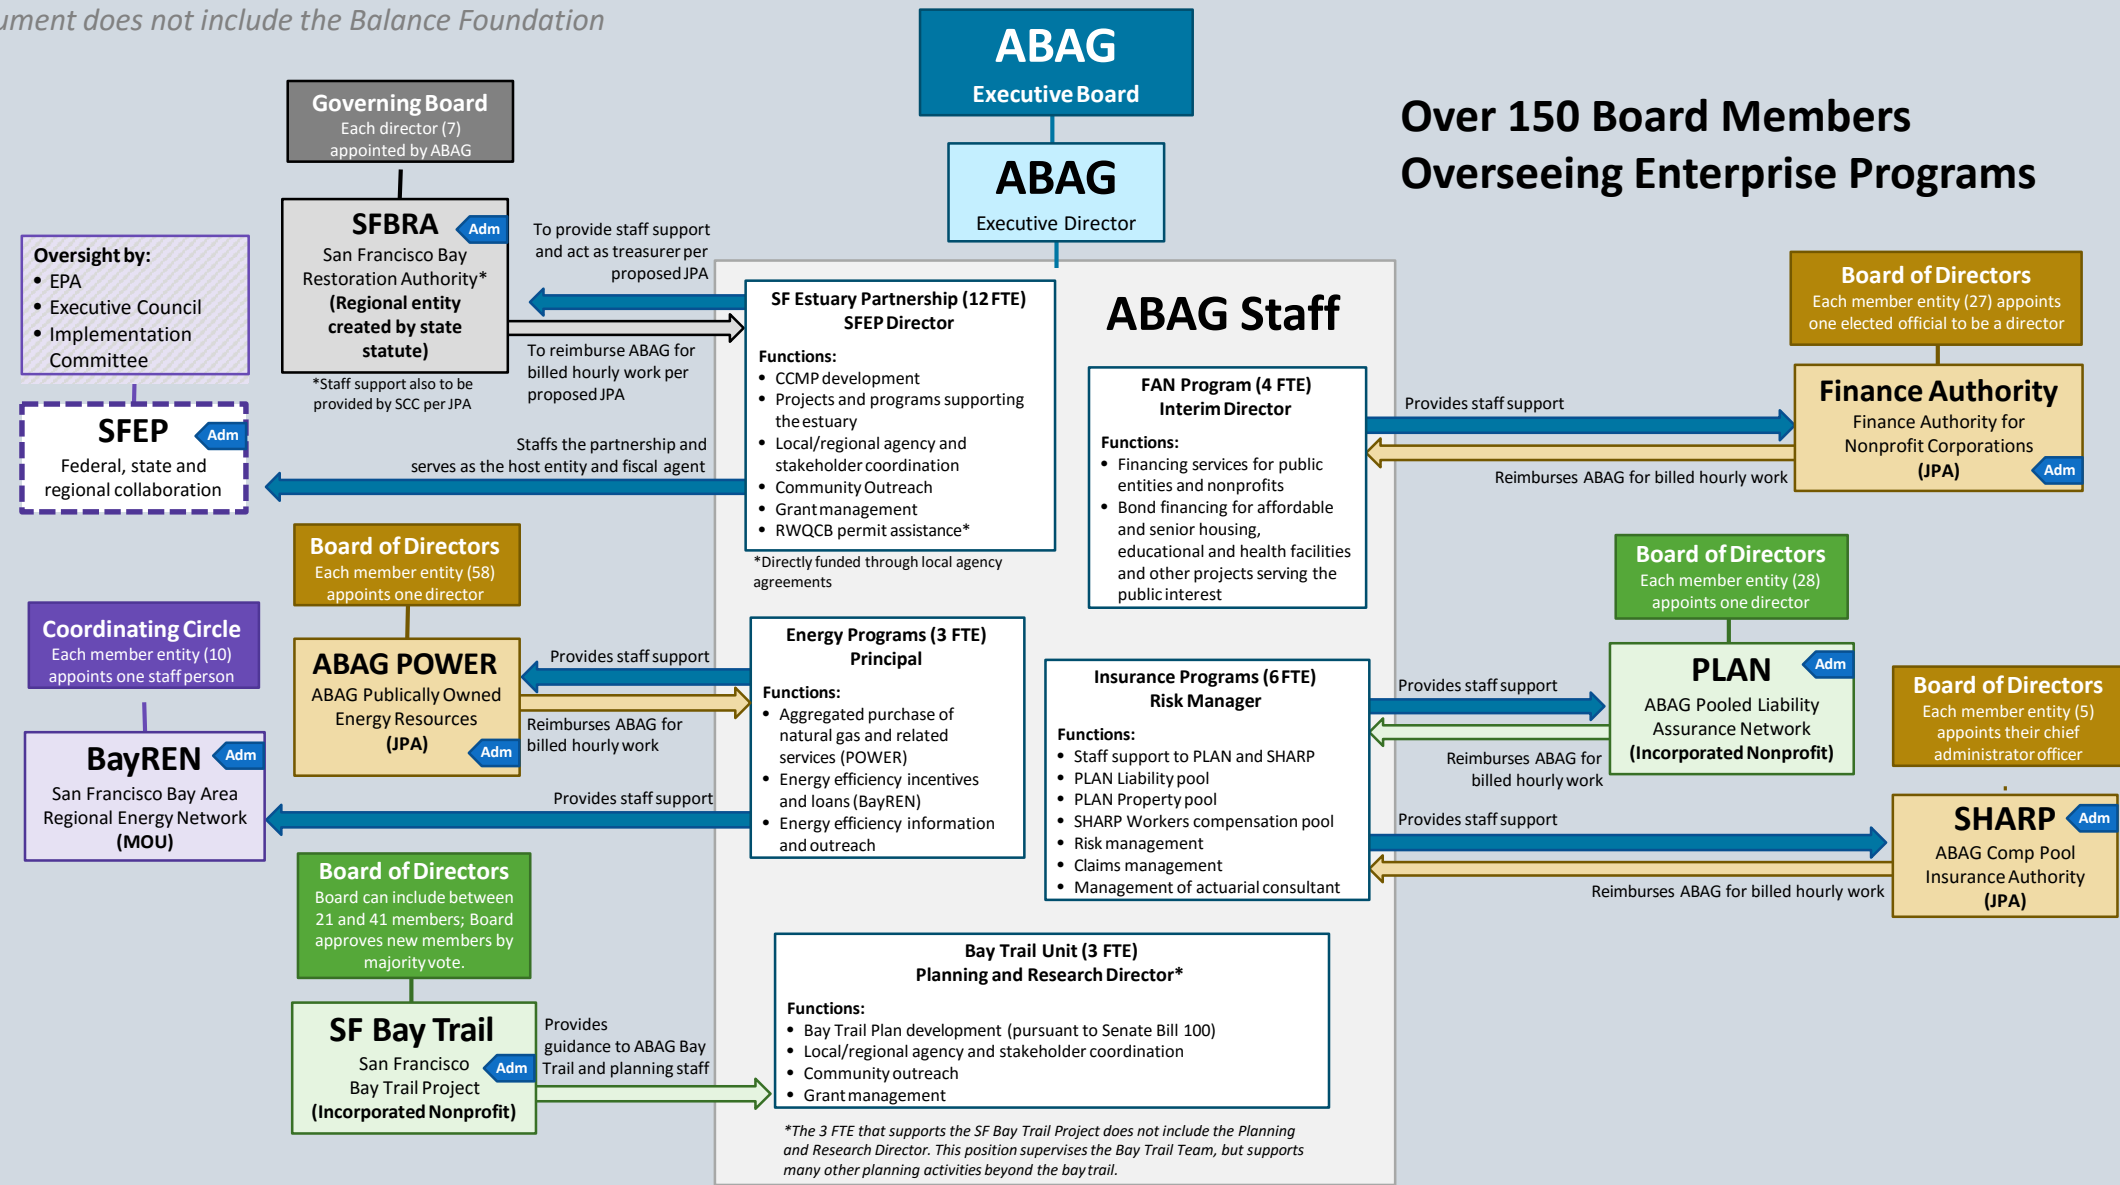 ument does not include the Balance Foundation
ABAG
Executive Board
ABAG
Executive Director
Over 150 Board Members
Overseeing Enterprise Programs
Governing Board
Each director (7)
appointed by ABAG
SFBRA
Adm
San Francisco Bay
Restoration Authority*
(Regional entity
created by state
statute)
*Staff support also to be
provided by SCC per JPA
To provide staff support
and act as treasurer per
proposed JPA
To reimburse ABAG for
billed hourly work per
proposed JPA
Oversight by:
• EPA
• Executive Council
• Implementation
Committee
SFEP
Adm
Federal, state and
regional collaboration
Staffs the partnership and
serves as the host entity and fiscal agent
ABAG Staff
SF Estuary Partnership (12 FTE)
SFEP Director
Functions:
• CCMP development
• Projects and programs supporting
the estuary
• Local/regional agency and
stakeholder coordination
• Community Outreach
• Grant management
• RWQCB permit assistance*
*Directly funded through local agency
agreements
FAN Program (4 FTE)
Interim Director
Functions:
• Financing services for public
entities and nonprofits
• Bond financing for affordable
and senior housing,
educational and health facilities
and other projects serving the
public interest
Provides staff support
Reimburses ABAG for billed hourly work
Board of Directors
Each member entity (27) appoints
one elected official to be a director
Finance Authority
Finance Authority for
Nonprofit Corporations
(JPA)
Adm
Board of Directors
Each member entity (58)
appoints one director
ABAG POWER
ABAG Publically Owned
Energy Resources
(JPA)
Adm
Provides staff support
Reimburses ABAG for
billed hourly work
Coordinating Circle
Each member entity (10)
appoints one staff person
BayREN
Adm
San Francisco Bay Area
Regional Energy Network
(MOU)
Provides staff support
Energy Programs (3 FTE)
Principal
Functions:
• Aggregated purchase of
natural gas and related
services (POWER)
• Energy efficiency incentives
and loans (BayREN)
• Energy efficiency information
and outreach
Insurance Programs (6 FTE)
Risk Manager
Functions:
• Staff support to PLAN and SHARP
• PLAN Liability pool
• PLAN Property pool
• SHARP Workers compensation pool
• Risk management
• Claims management
• Management of actuarial consultant
Provides staff support
Reimburses ABAG for
billed hourly work
Board of Directors
Each member entity (28)
appoints one director
PLAN
Adm
ABAG Pooled Liability
Assurance Network
(Incorporated Nonprofit)
Provides staff support
Reimburses ABAG for billed hourly work
Board of Directors
Each member entity (5)
appoints their chief
administrator officer
SHARP
Adm
ABAG Comp Pool
Insurance Authority
(JPA)
Board of Directors
Board can include between
21 and 41 members; Board
approves new members by
majority vote.
SF Bay Trail
San Francisco
Bay Trail Project
(Incorporated Nonprofit)
Adm
Provides
guidance to ABAG Bay
Trail and planning staff
Bay Trail Unit (3 FTE)
Planning and Research Director*
Functions:
• Bay Trail Plan development (pursuant to Senate Bill 100)
• Local/regional agency and stakeholder coordination
• Community outreach
• Grant management
*The 3 FTE that supports the SF Bay Trail Project does not include the Planning
and Research Director. This position supervises the Bay Trail Team, but supports
many other planning activities beyond the bay trail.